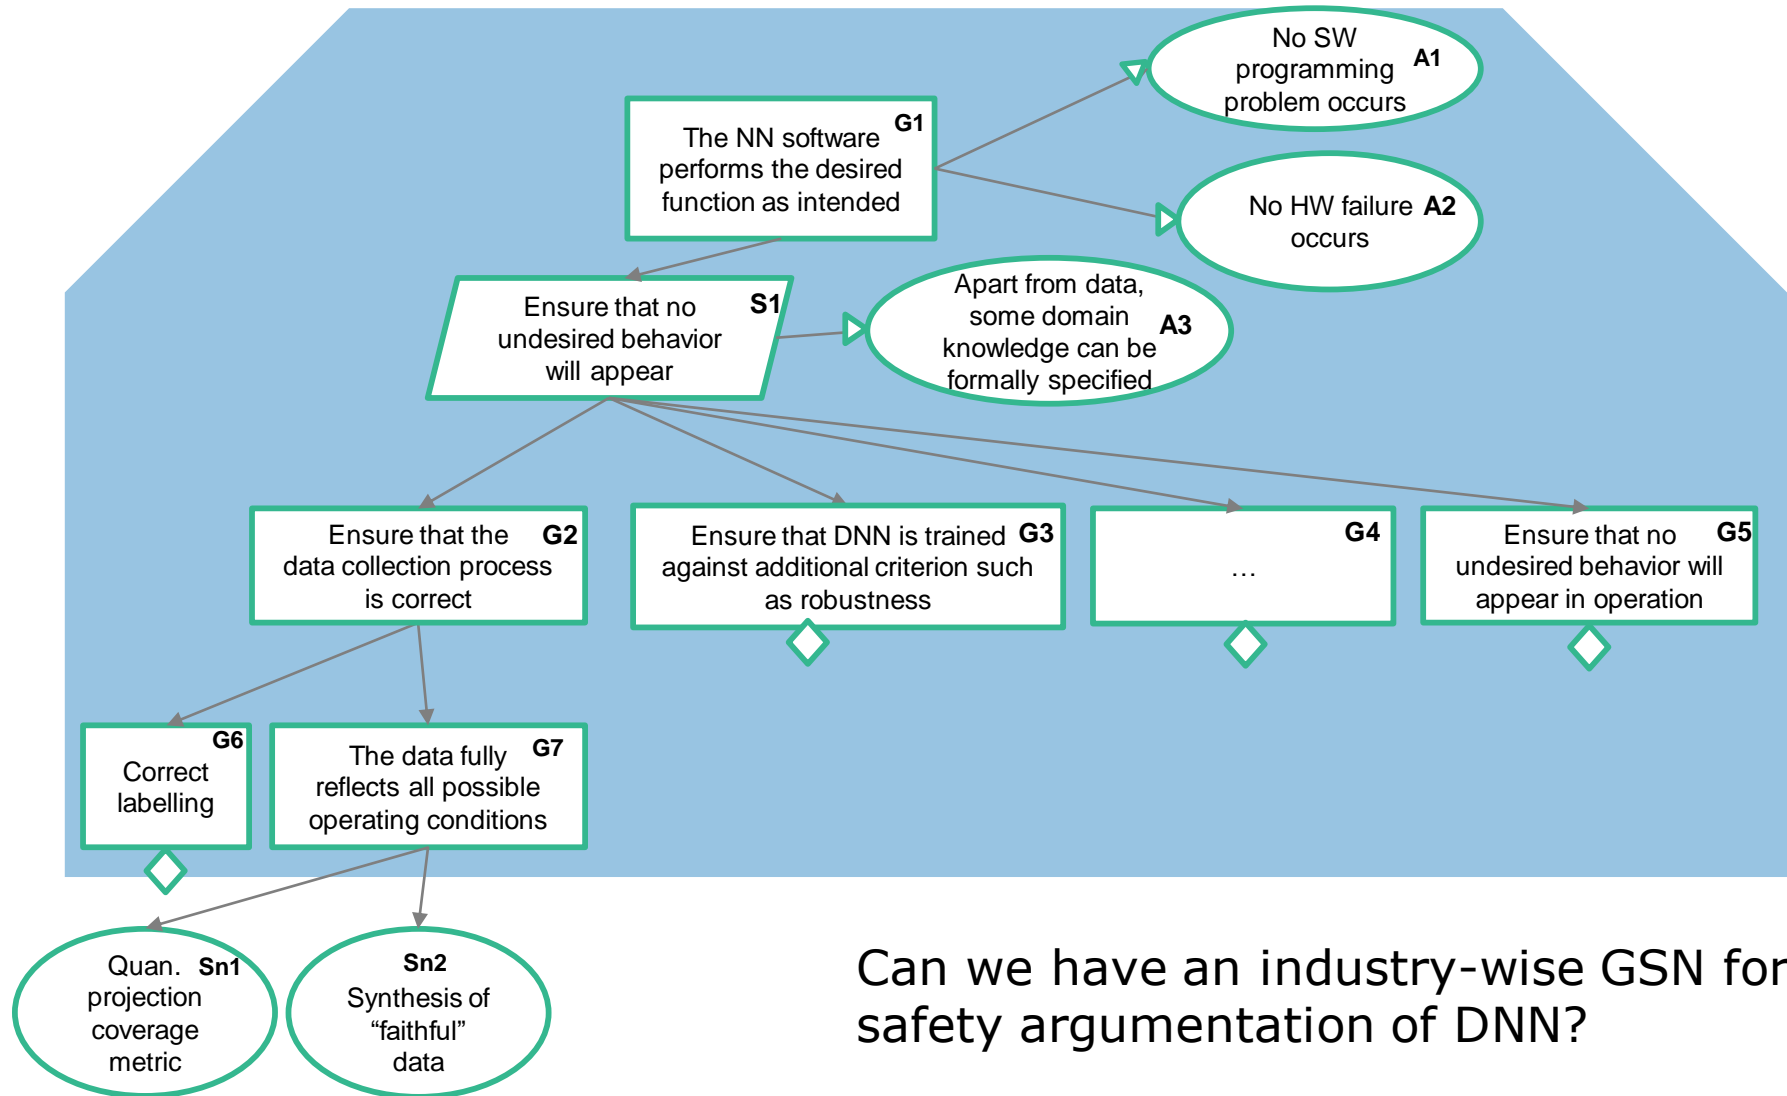 No SW
programming
problem occurs
A1
The NN software
performs the desired
function as intended
G1
No HW failure
occurs
A2
Ensure that no
undesired behavior
will appear
S1
Apart from data,
some domain
knowledge can be
formally specified
A3
Ensure that the
data collection process
is correct
G2
Ensure that DNN is trained
against additional criterion such
as robustness
G3
…
G4
Ensure that no
undesired behavior will
appear in operation
G5
Correct
labelling
G6
The data fully
reflects all possible
operating conditions
G7
Quan.
projection
coverage
metric
Sn1
Sn2
Synthesis of
“faithful”
data
Can we have an industry-wise GSN for
safety argumentation of DNN?